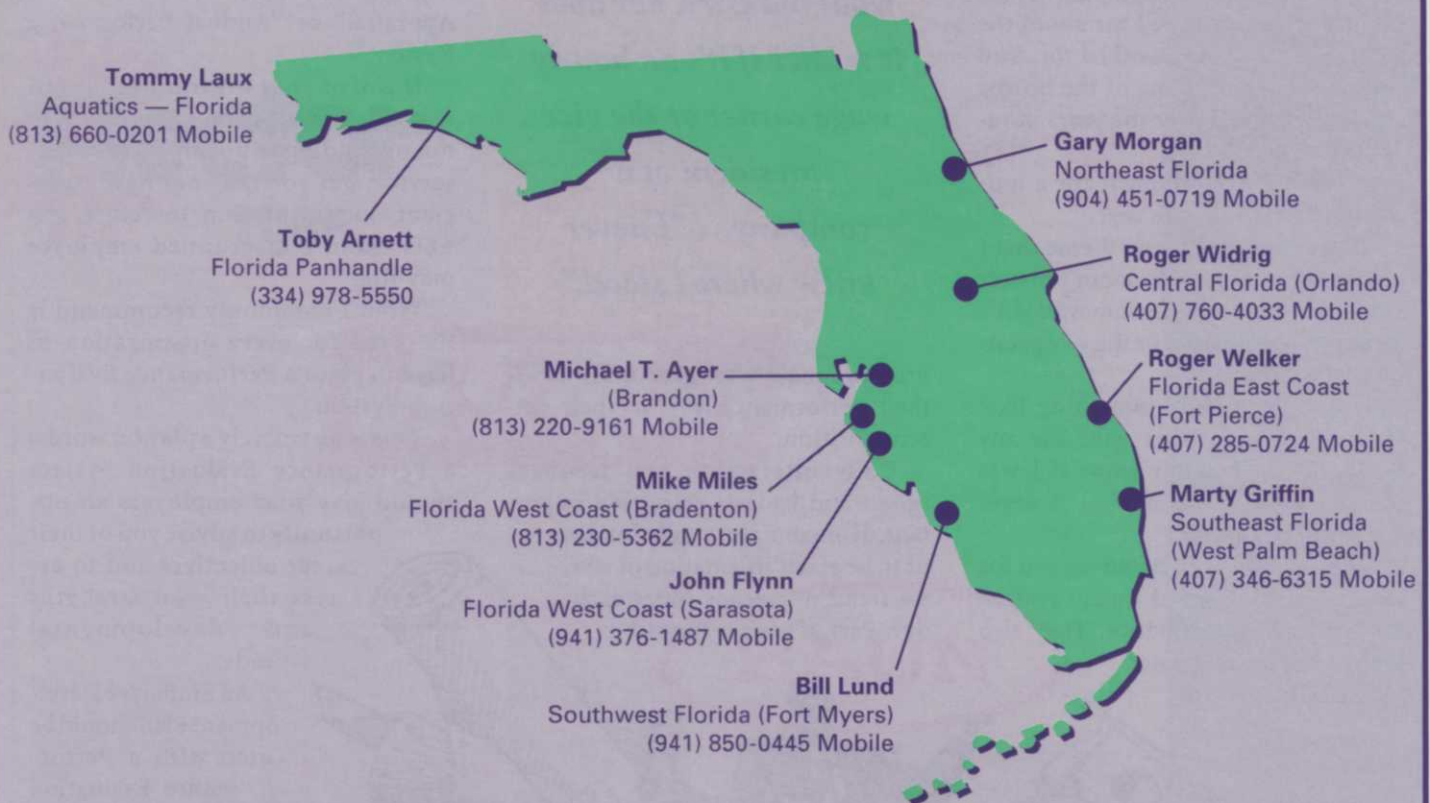 Tommy Laux
Aquatics — Florida
(813) 660-0201 Mobile
Toby Arnett
Florida Panhandle
(334) 978-5550
Gary Morgan
Northeast Florida
(904) 451-0719 Mobile
Roger Widrig
Central Florida (Orlando)
(407) 760-4033 Mobile
Michael T. Ayer
(Brandon)
(813) 220-9161 Mobile
Roger Welker
Florida East Coast
(Fort Pierce)
(407) 285-0724 Mobile
Mike Miles
Florida West Coast (Bradenton)
(813) 230-5362 Mobile
Marty Griffin
Southeast Florida
(West Palm Beach)
(407) 346-6315 Mobile
John Flynn
Florida West Coast (Sarasota)
(941) 376-1487 Mobile
Bill Lund
Southwest Florida (Fort Myers)
(941) 850-0445 Mobile